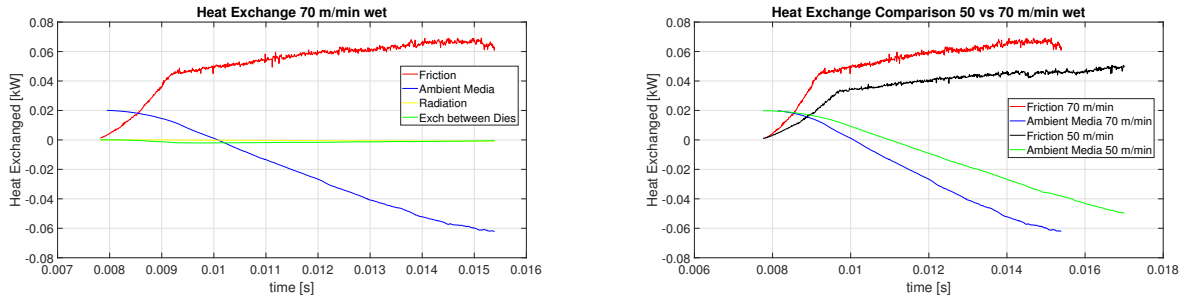 Heat Exchange 70 m/min wet
0.08
0.06
0.04
0.02
0
-0.02
-0.04
-0.06
-0.08
Heat Exchanged [kW]
Friction
Ambient Media
Radiation
Exch between Dies
0.007 0.008 0.009 0.01 0.011 0.012 0.013 0.014 0.015 0.016
time [s]
Heat Exchange Comparison 50 vs 70 m/min wet
0.08
0.06
0.04
0.02
0
-0.02
-0.04
-0.06
-0.08
Heat Exchanged [kW]
Friction 70 m/min
Ambient Media 70 m/min
Friction 50 m/min
Ambient Media 50 m/min
0.006 0.008 0.01 0.012 0.014 0.016 0.018
time [s]